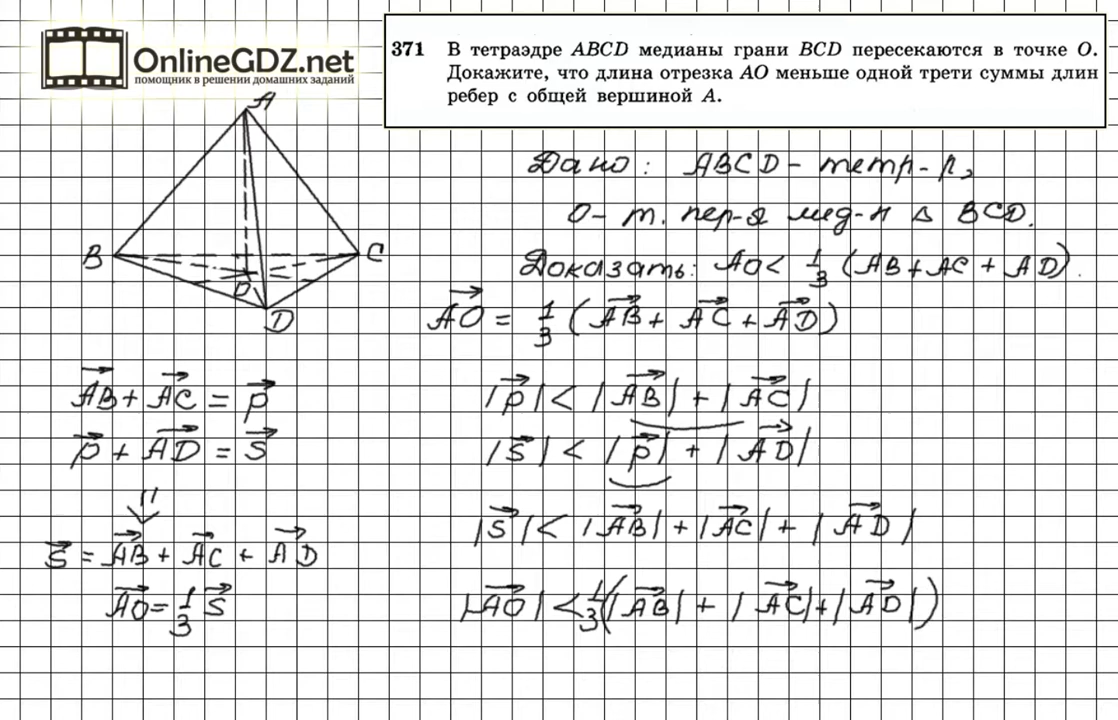 OnlineGDZ.net
помощник в решении домашних заданий
371 В тетраэдре ABCD медианы грани BCD пересекаются в точке O.
Докажите, что длина отрезка AO меньше одной трети суммы длин
ребер с общей вершиной A.
A
B
C
O
D
Дано: ABCD – тетр-р,
O – т. пер-я мед-н △ BCD.
Доказать: AO < 1/3 (AB + AC + AD).
AO⃗ = 1/3 (AB⃗ + AC⃗ + AD⃗)
AB⃗ + AC⃗ = p⃗
p⃗ + AD⃗ = s⃗
⇓
s⃗ = AB⃗ + AC⃗ + AD⃗
AO⃗ = 1/3 s⃗
|p⃗| < |AB⃗| + |AC⃗|
|s⃗| < |p⃗| + |AD⃗|
|s⃗| < |AB⃗| + |AC⃗| + |AD⃗|
|AO⃗| < 1/3 (|AB⃗| + |AC⃗| + |AD⃗|)